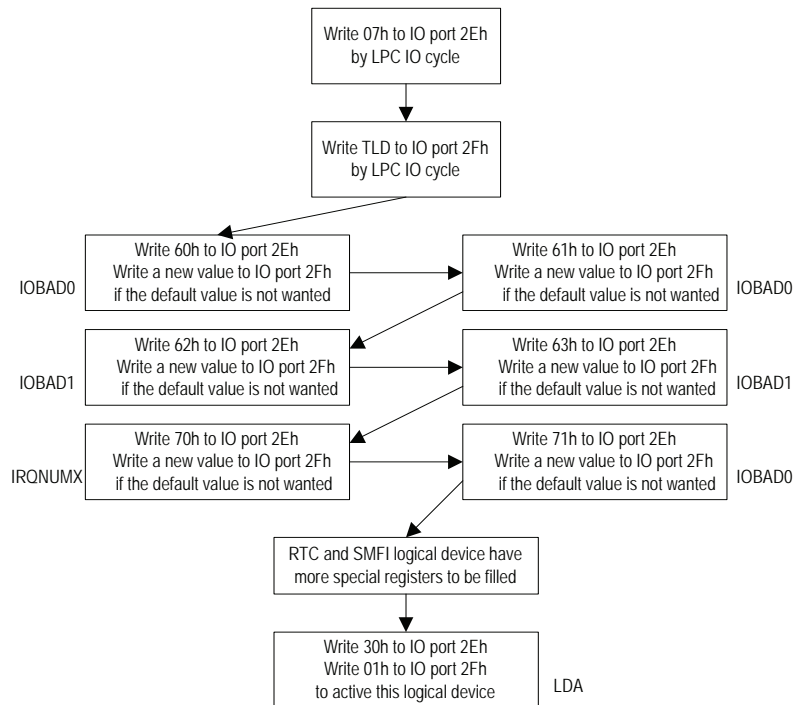 Write 07h to IO port 2Eh
by LPC IO cycle
Write TLD to IO port 2Fh
by LPC IO cycle
IOBAD0
Write 60h to IO port 2Eh
Write a new value to IO port 2Fh
if the default value is not wanted
Write 61h to IO port 2Eh
Write a new value to IO port 2Fh
if the default value is not wanted
IOBAD0
IOBAD1
Write 62h to IO port 2Eh
Write a new value to IO port 2Fh
if the default value is not wanted
Write 63h to IO port 2Eh
Write a new value to IO port 2Fh
if the default value is not wanted
IOBAD1
IRQNUMX
Write 70h to IO port 2Eh
Write a new value to IO port 2Fh
if the default value is not wanted
Write 71h to IO port 2Eh
Write a new value to IO port 2Fh
if the default value is not wanted
IOBAD0
RTC and SMFI logical device have
more special registers to be filled
Write 30h to IO port 2Eh
Write 01h to IO port 2Fh
to active this logical device
LDA